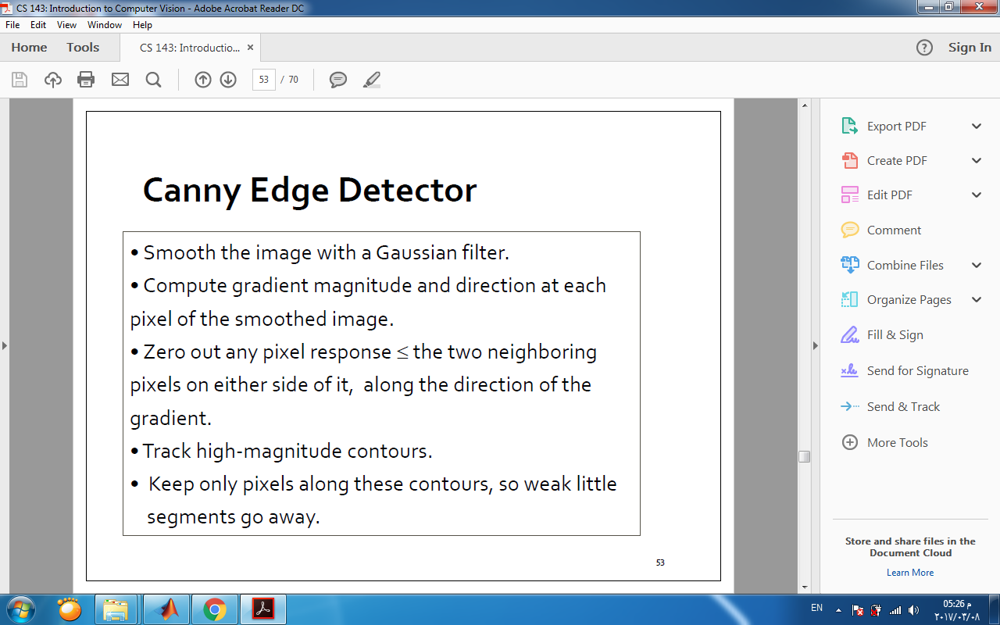 CS 143: Introduction to Computer Vision - Adobe Acrobat Reader DC
File Edit View Window Help
Home Tools CS 143: Introductio... × Sign In
53 / 70
Canny Edge Detector
• Smooth the image with a Gaussian filter.
• Compute gradient magnitude and direction at each
pixel of the smoothed image.
• Zero out any pixel response ≤ the two neighboring
pixels on either side of it, along the direction of the
gradient.
• Track high-magnitude contours.
• Keep only pixels along these contours, so weak little
segments go away.
53
Export PDF
Create PDF
Edit PDF
Comment
Combine Files
Organize Pages
Fill & Sign
Send for Signature
Send & Track
More Tools
Store and share files in the
Document Cloud
Learn More
EN
05:26 م
٢٠١٧/٠٣/٠٨